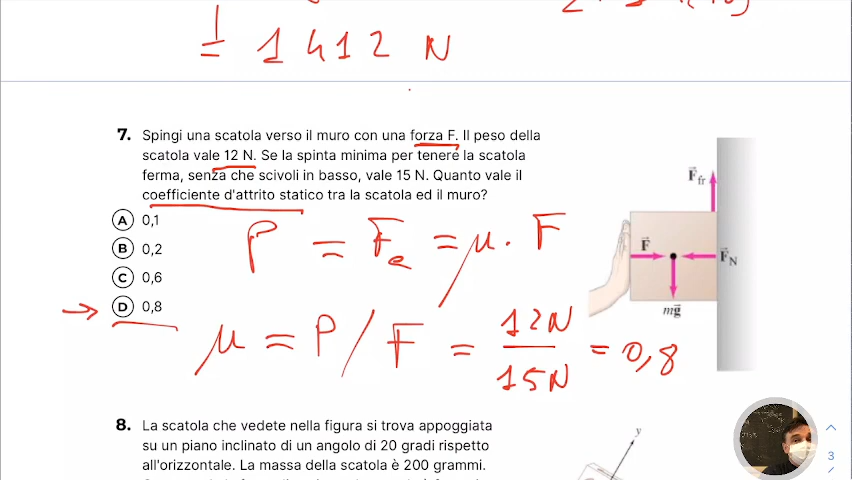 = 1412 N
7. Spingi una scatola verso il muro con una forza F. Il peso della
scatola vale 12 N. Se la spinta minima per tenere la scatola
ferma, senza che scivoli in basso, vale 15 N. Quanto vale il
coefficiente d'attrito statico tra la scatola ed il muro?
A 0,1
B 0,2
C 0,6
D 0,8
P = Fe = μ . F
μ = P / F = 12N / 15N = 0,8
Ffr
F
FN
mg
8. La scatola che vedete nella figura si trova appoggiata
su un piano inclinato di un angolo di 20 gradi rispetto
all'orizzontale. La massa della scatola è 200 grammi.
y
3